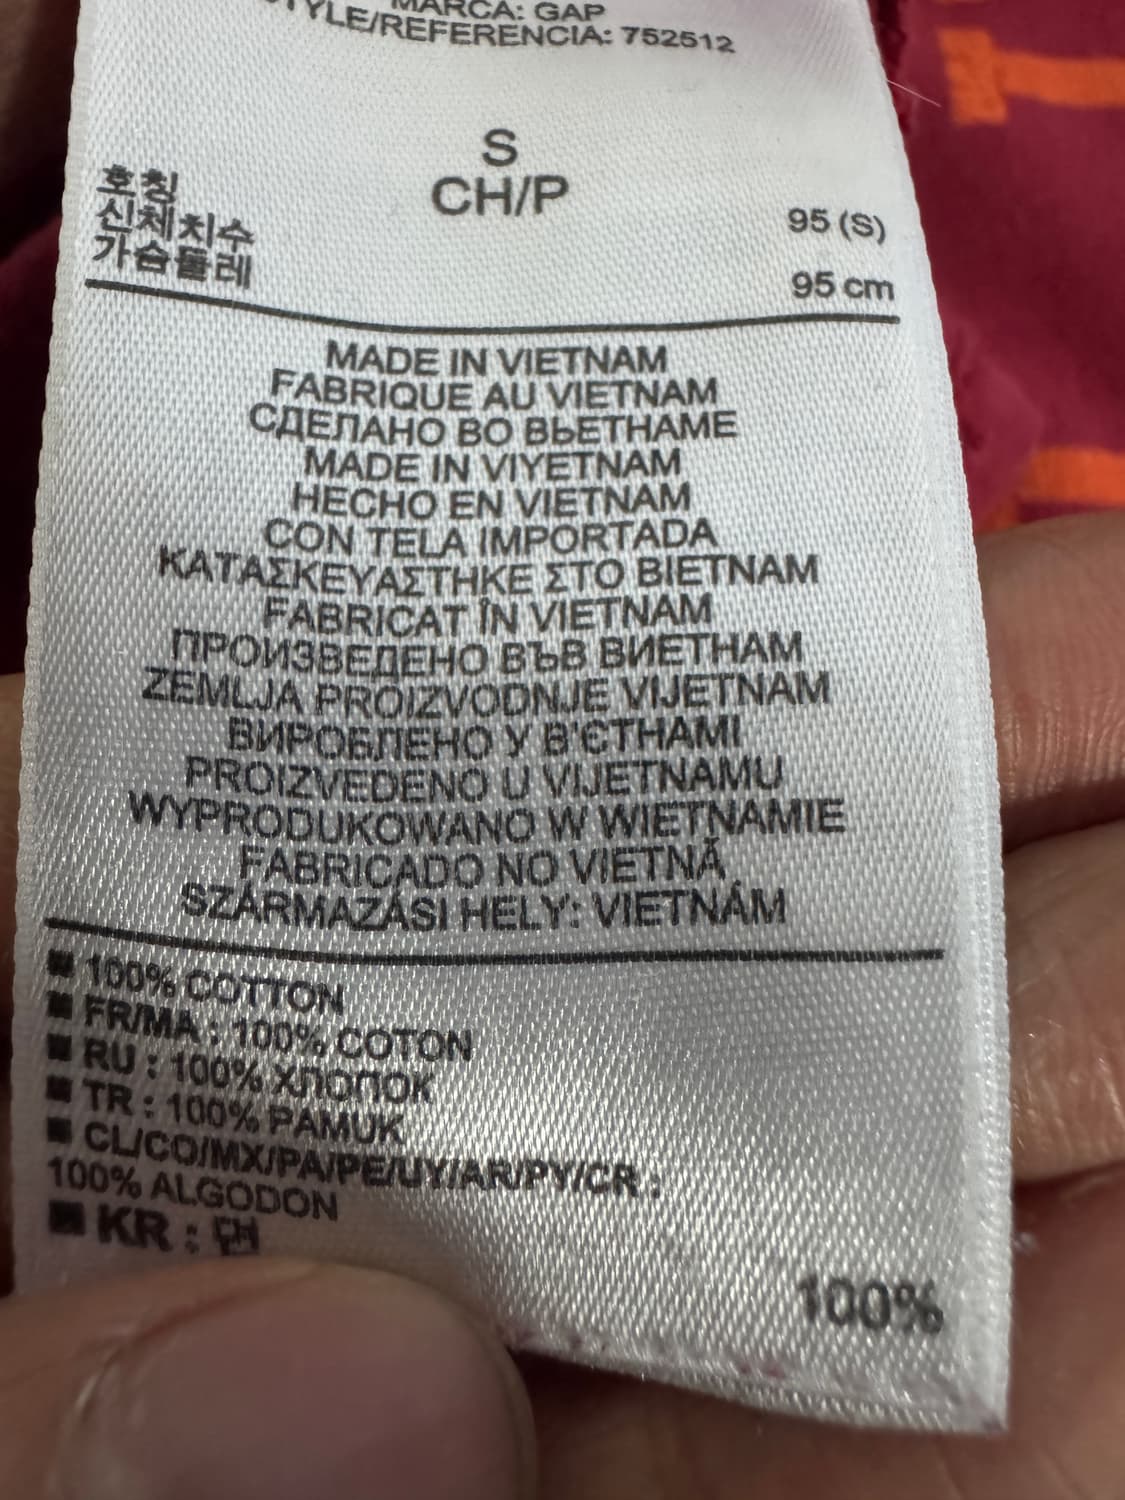 MARCA: GAP
STYLE/REFERENCIA: 752512
S
CH/P
호칭
신체치수 95 (S)
가슴둘레 95 cm
MADE IN VIETNAM
FABRIQUE AU VIETNAM
СДЕЛАНО ВО ВЬЕТНАМЕ
MADE IN VIYETNAM
HECHO EN VIETNAM
CON TELA IMPORTADA
ΚΑΤΑΣΚΕΥΑΣΤΗΚΕ ΣΤΟ ΒΙΕΤΝΑΜ
FABRICAT ÎN VIETNAM
ПРОИЗВЕДЕНО ВЪВ ВИЕТНАМ
ZEMLJA PROIZVODNJE VIJETNAM
ВИРОБЛЕНО У В'ЄТНАМІ
PROIZVEDENO U VIJETNAMU
WYPRODUKOWANO W WIETNAMIE
FABRICADO NO VIETNÃ
SZÁRMAZÁSI HELY: VIETNÁM
■ 100% COTTON
■ FR/MA : 100% COTON
■ RU : 100% ХЛОПОК
■ TR : 100% PAMUK
■ CL/CO/MX/PA/PE/UY/AR/PY/CR :
100% ALGODON
■ KR : 면
100%